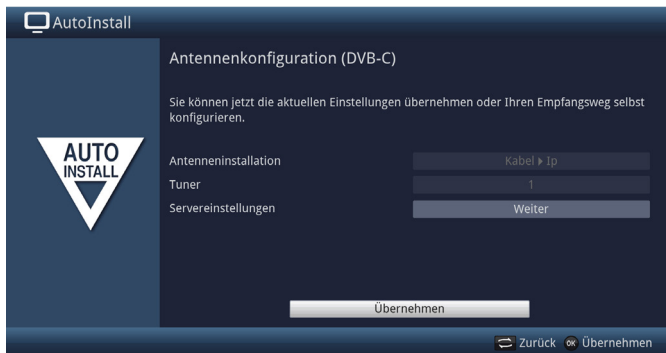 AutoInstall
Antennenkonfiguration (DVB-C)
Sie können jetzt die aktuellen Einstellungen übernehmen oder Ihren Empfangsweg selbst
konfigurieren.
AUTO
INSTALL
Antenneninstallation
Kabel ▸ Ip
Tuner
1
Servereinstellungen
Weiter
Übernehmen
Zurück OK Übernehmen